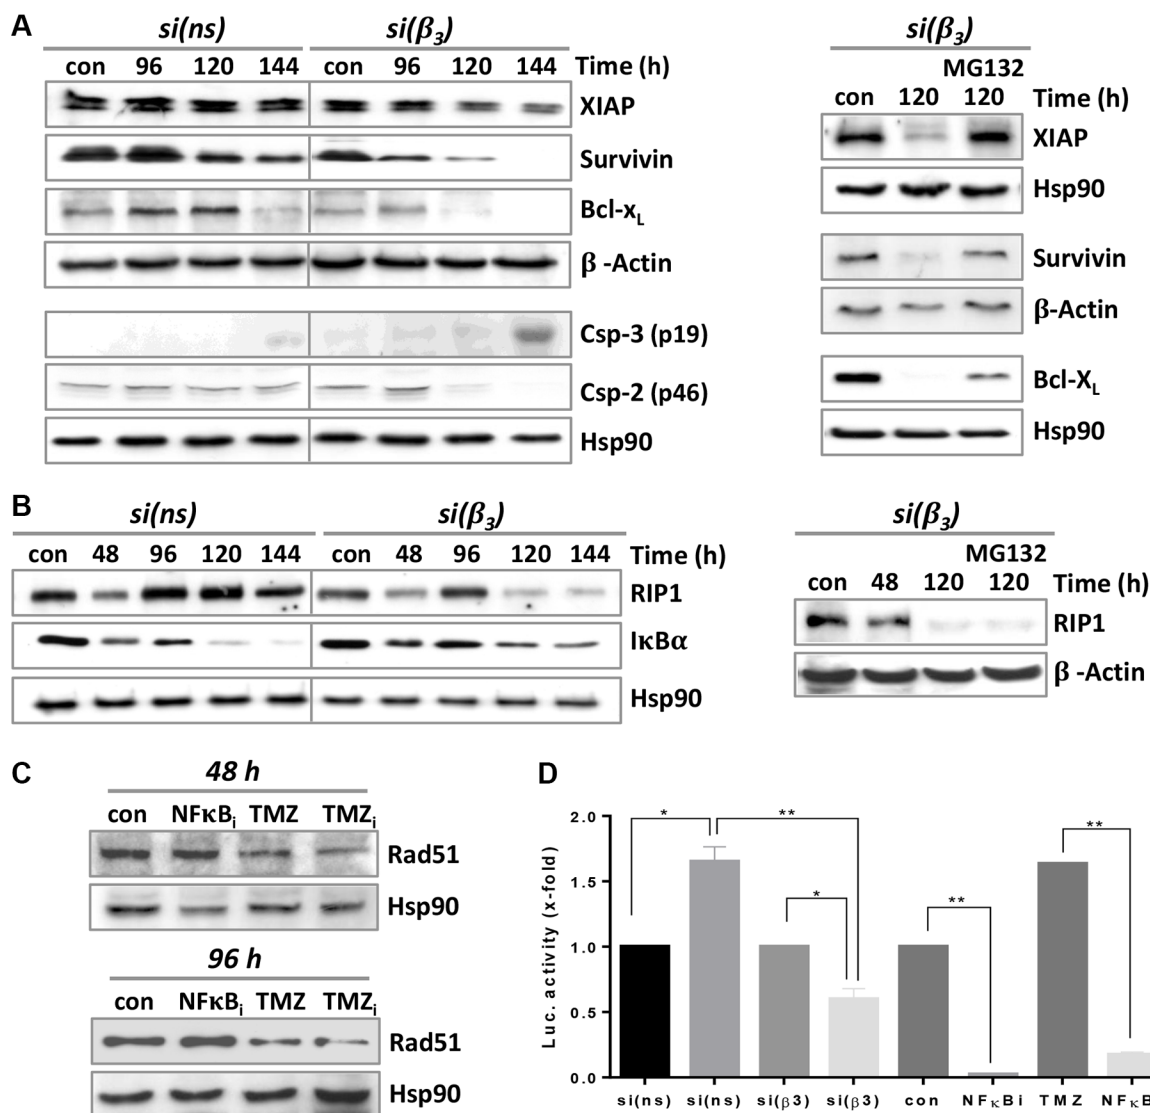 A
si(ns) si(β3)
con 96 120 144 con 96 120 144 Time (h)
XIAP
Survivin
Bcl-xL
β -Actin
Csp-3 (p19)
Csp-2 (p46)
Hsp90
si(β3)
MG132
con 120 120 Time (h)
XIAP
Hsp90
Survivin
β-Actin
Bcl-XL
Hsp90
B
si(ns) si(β3)
con 48 96 120 144 con 48 96 120 144 Time (h)
RIP1
IκBα
Hsp90
si(β3)
MG132
con 48 120 120 Time (h)
RIP1
β -Actin
C
48 h
con NFκBi TMZ TMZi
Rad51
Hsp90
96 h
con NFκBi TMZ TMZi
Rad51
Hsp90
D
Luc. activity (x-fold)
2.0
1.5
1.0
0.5
0.0
* ** * ** **
si(ns) si(ns) si(β3) si(β3) con NFκBi TMZ NFκB